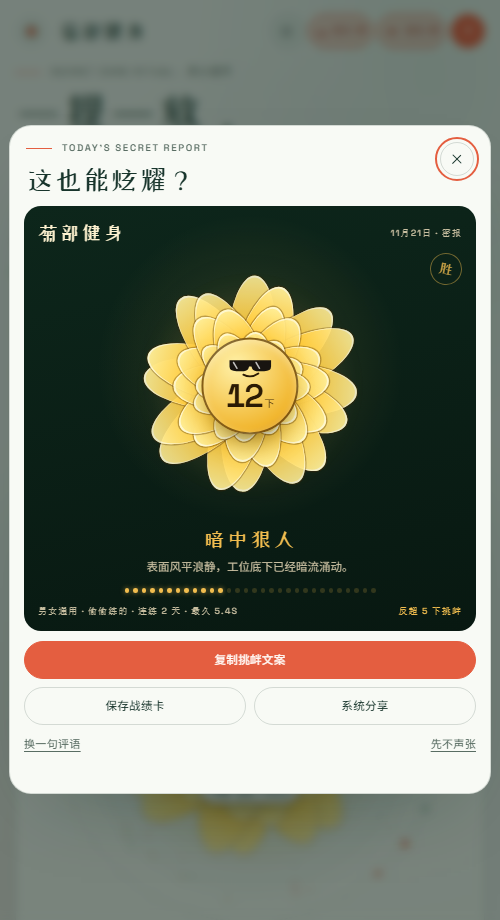 TODAY'S SECRET REPORT
这也能炫耀？
菊部健身
11月21日 · 密报
胜
12下
暗中狠人
表面风平浪静，工位底下已经暗流涌动。
男女通用 · 偷偷练的 · 连练 2 天 · 最久 5.4S
反超 5 下挑衅
复制挑衅文案
保存战绩卡
系统分享
换一句评语
先不声张